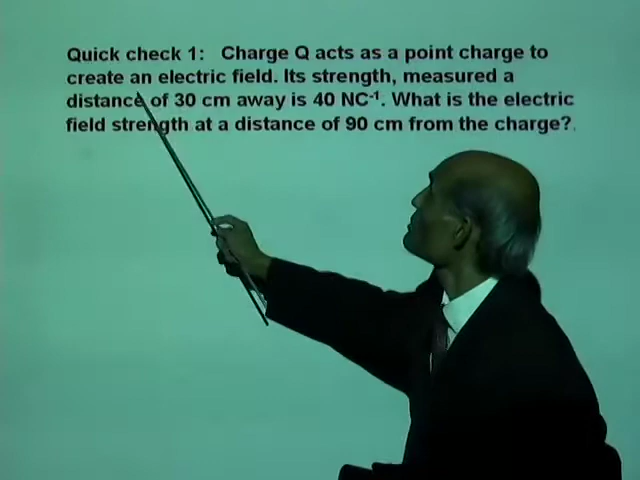 Quick check 1: Charge Q acts as a point charge to
create an electric field. Its strength, measured a
distance of 30 cm away is 40 NC⁻¹. What is the electric
field strength at a distance of 90 cm from the charge?